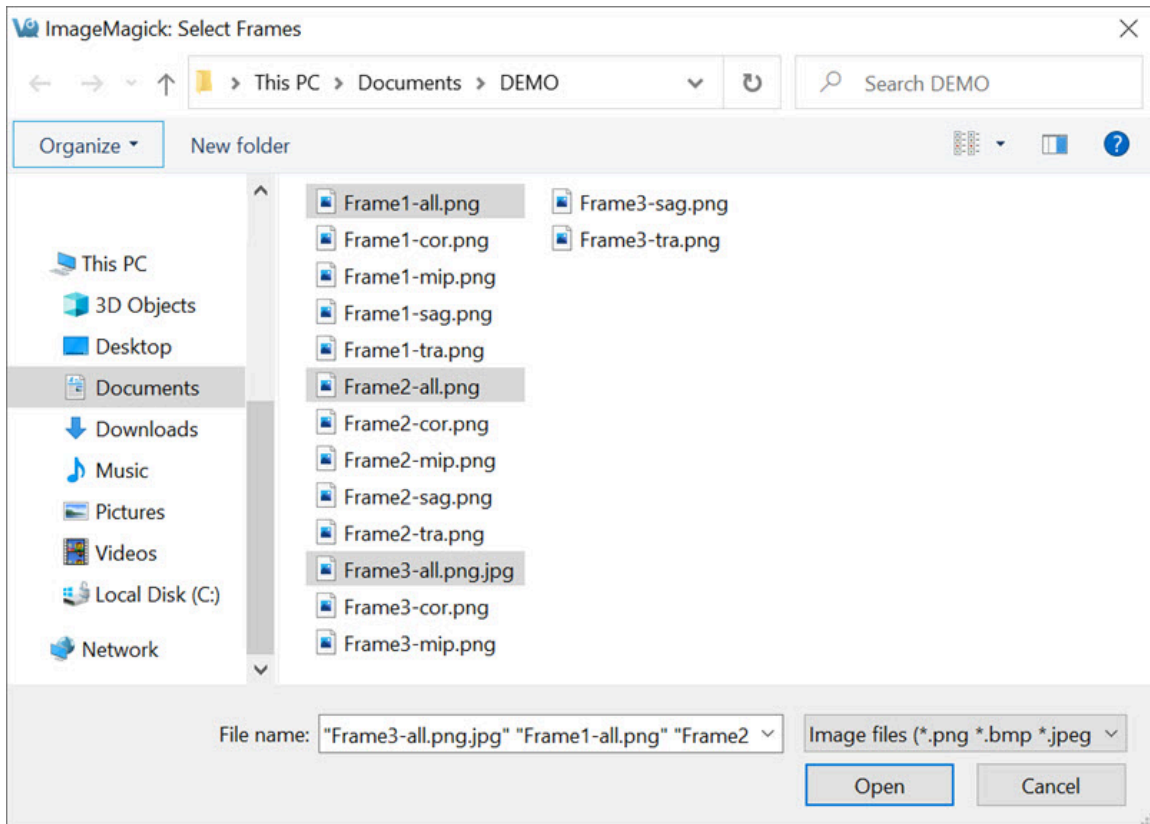 ImageMagick: Select Frames
This PC > Documents > DEMO
Search DEMO
Organize
New folder
?
This PC
3D Objects
Desktop
Documents
Downloads
Music
Pictures
Videos
Local Disk (C:)
Network
Frame1-all.png
Frame1-cor.png
Frame1-mip.png
Frame1-sag.png
Frame1-tra.png
Frame2-all.png
Frame2-cor.png
Frame2-mip.png
Frame2-sag.png
Frame2-tra.png
Frame3-all.png.jpg
Frame3-cor.png
Frame3-mip.png
Frame3-sag.png
Frame3-tra.png
File name: "Frame3-all.png.jpg" "Frame1-all.png" "Frame2
Image files (*.png *.bmp *.jpeg
Open
Cancel